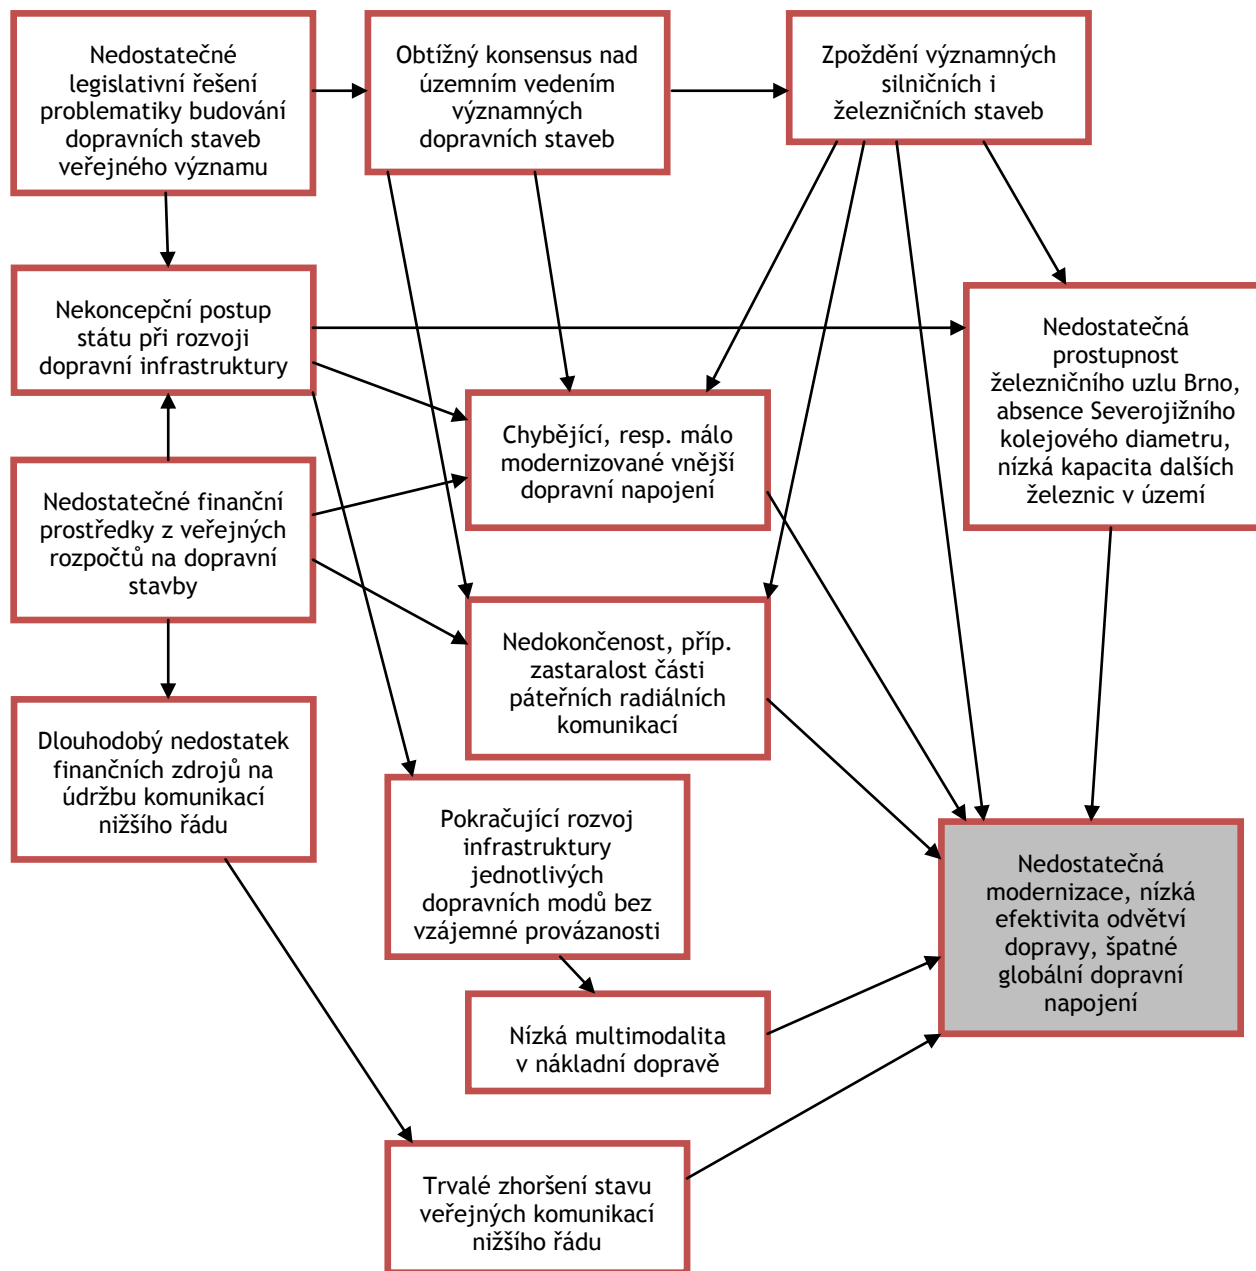 Nedostatečné
legislativní řešení
problematiky budování
dopravních staveb
veřejného významu
Obtížný konsensus nad
územním vedením
významných
dopravních staveb
Zpoždění významných
silničních i
železničních staveb
Nekoncepční postup
státu při rozvoji
dopravní infrastruktury
Nedostatečná
prostupnost
železničního uzlu Brno,
absence Severojižního
kolejového diametru,
nízká kapacita dalších
železnic v území
Chybějící, resp. málo
modernizované vnější
dopravní napojení
Nedostatečné finanční
prostředky z veřejných
rozpočtů na dopravní
stavby
Nedokončenost, příp.
zastaralost části
páteřních radiálních
komunikací
Dlouhodobý nedostatek
finančních zdrojů na
údržbu komunikací
nižšího řádu
Pokračující rozvoj
infrastruktury
jednotlivých
dopravních modů bez
vzájemné provázanosti
Nedostatečná
modernizace, nízká
efektivita odvětví
dopravy, špatné
globální dopravní
napojení
Nízká multimodalita
v nákladní dopravě
Trvalé zhoršení stavu
veřejných komunikací
nižšího řádu